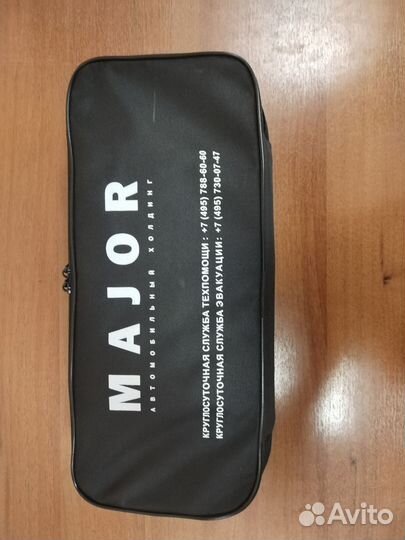 MAJOR
АВТОМОБИЛЬНЫЙ ХОЛДИНГ
КРУГЛОСУТОЧНАЯ СЛУЖБА ТЕХПОМОЩИ: +7 (495) 788-60-60
КРУГЛОСУТОЧНАЯ СЛУЖБА ЭВАКУАЦИИ: +7 (495) 730-07-47
Avito